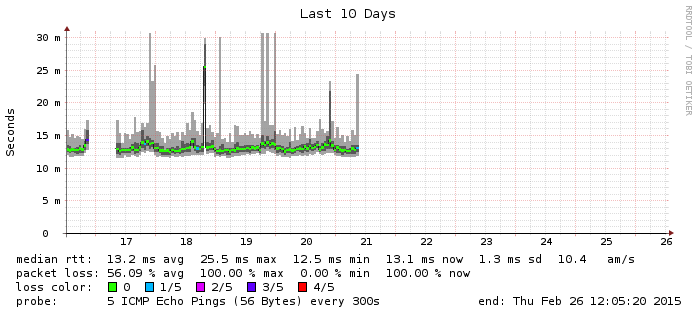 Last 10 Days
RRDTOOL / TOBI OETIKER
Seconds
30 m
25 m
20 m
15 m
10 m
5 m
0
17 18 19 20 21 22 23 24 25 26
median rtt: 13.2 ms avg 25.5 ms max 12.5 ms min 13.1 ms now 1.3 ms sd 10.4 am/s
packet loss: 56.09 % avg 100.00 % max 0.00 % min 100.00 % now
loss color: 0 1/5 2/5 3/5 4/5
probe: 5 ICMP Echo Pings (56 Bytes) every 300s end: Thu Feb 26 12:05:20 2015